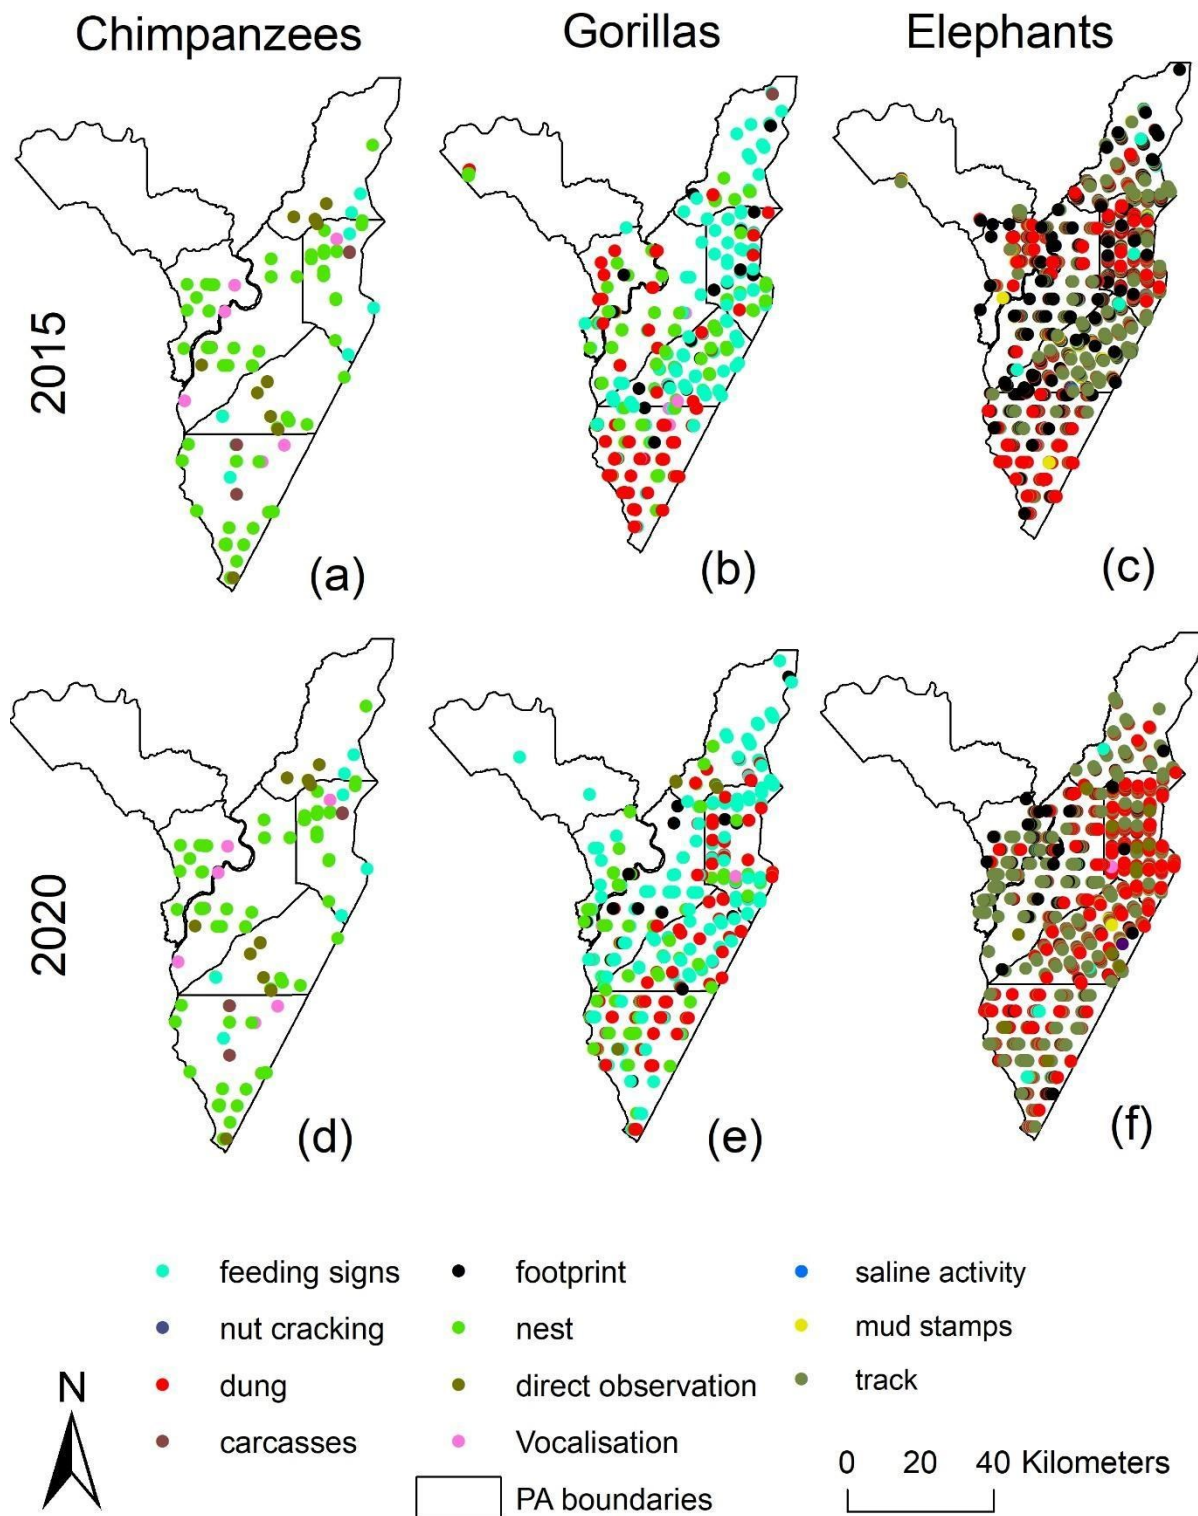 Chimpanzees Gorillas Elephants
2015
(a) (b) (c)
2020
(d) (e) (f)
feeding signs footprint saline activity
nut cracking nest mud stamps
dung direct observation track
carcasses Vocalisation
N
0 20 40 Kilometers
PA boundaries